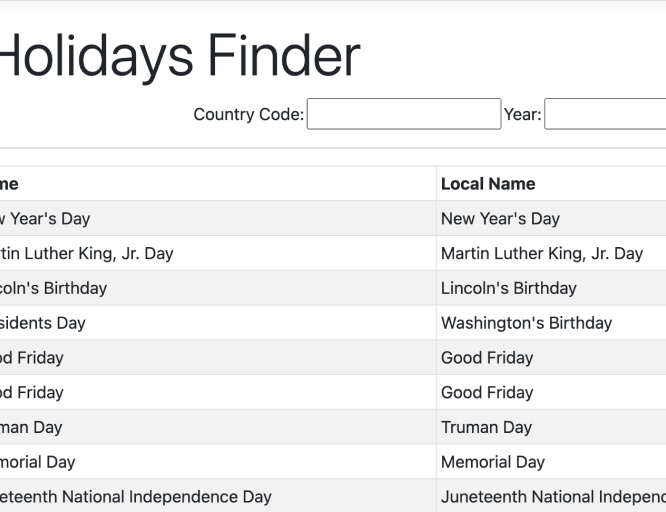 Holidays Finder
Country Code: Year:
me Local Name
w Year's Day New Year's Day
rtin Luther King, Jr. Day Martin Luther King, Jr. Day
coln's Birthday Lincoln's Birthday
sidents Day Washington's Birthday
od Friday Good Friday
od Friday Good Friday
man Day Truman Day
morial Day Memorial Day
eteenth National Independence Day Juneteenth National Independenc